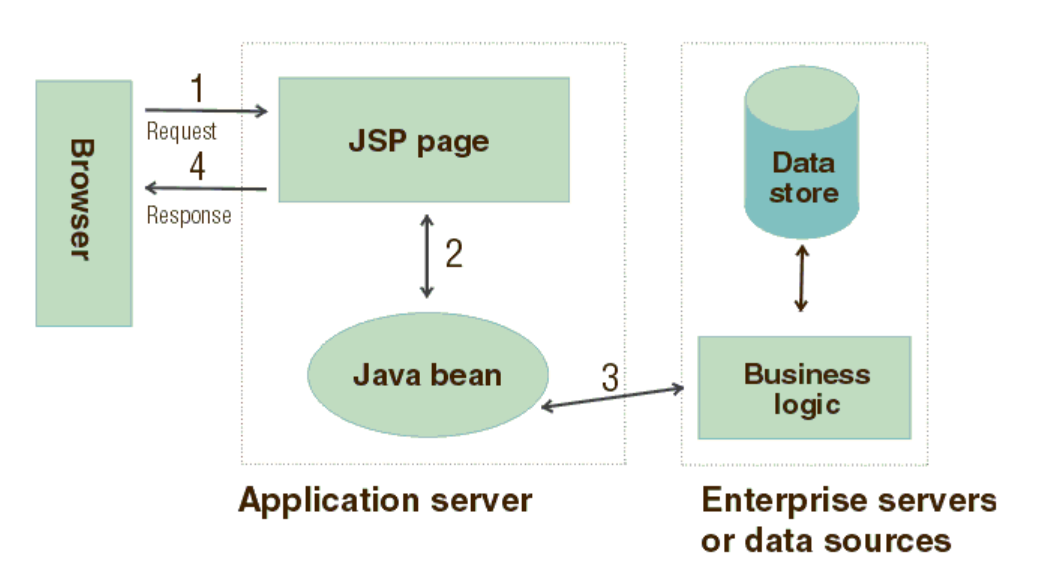 1
Request
4
Response
Browser
JSP page
2
Java bean
3
Data
store
Business
logic
Application server
Enterprise servers
or data sources